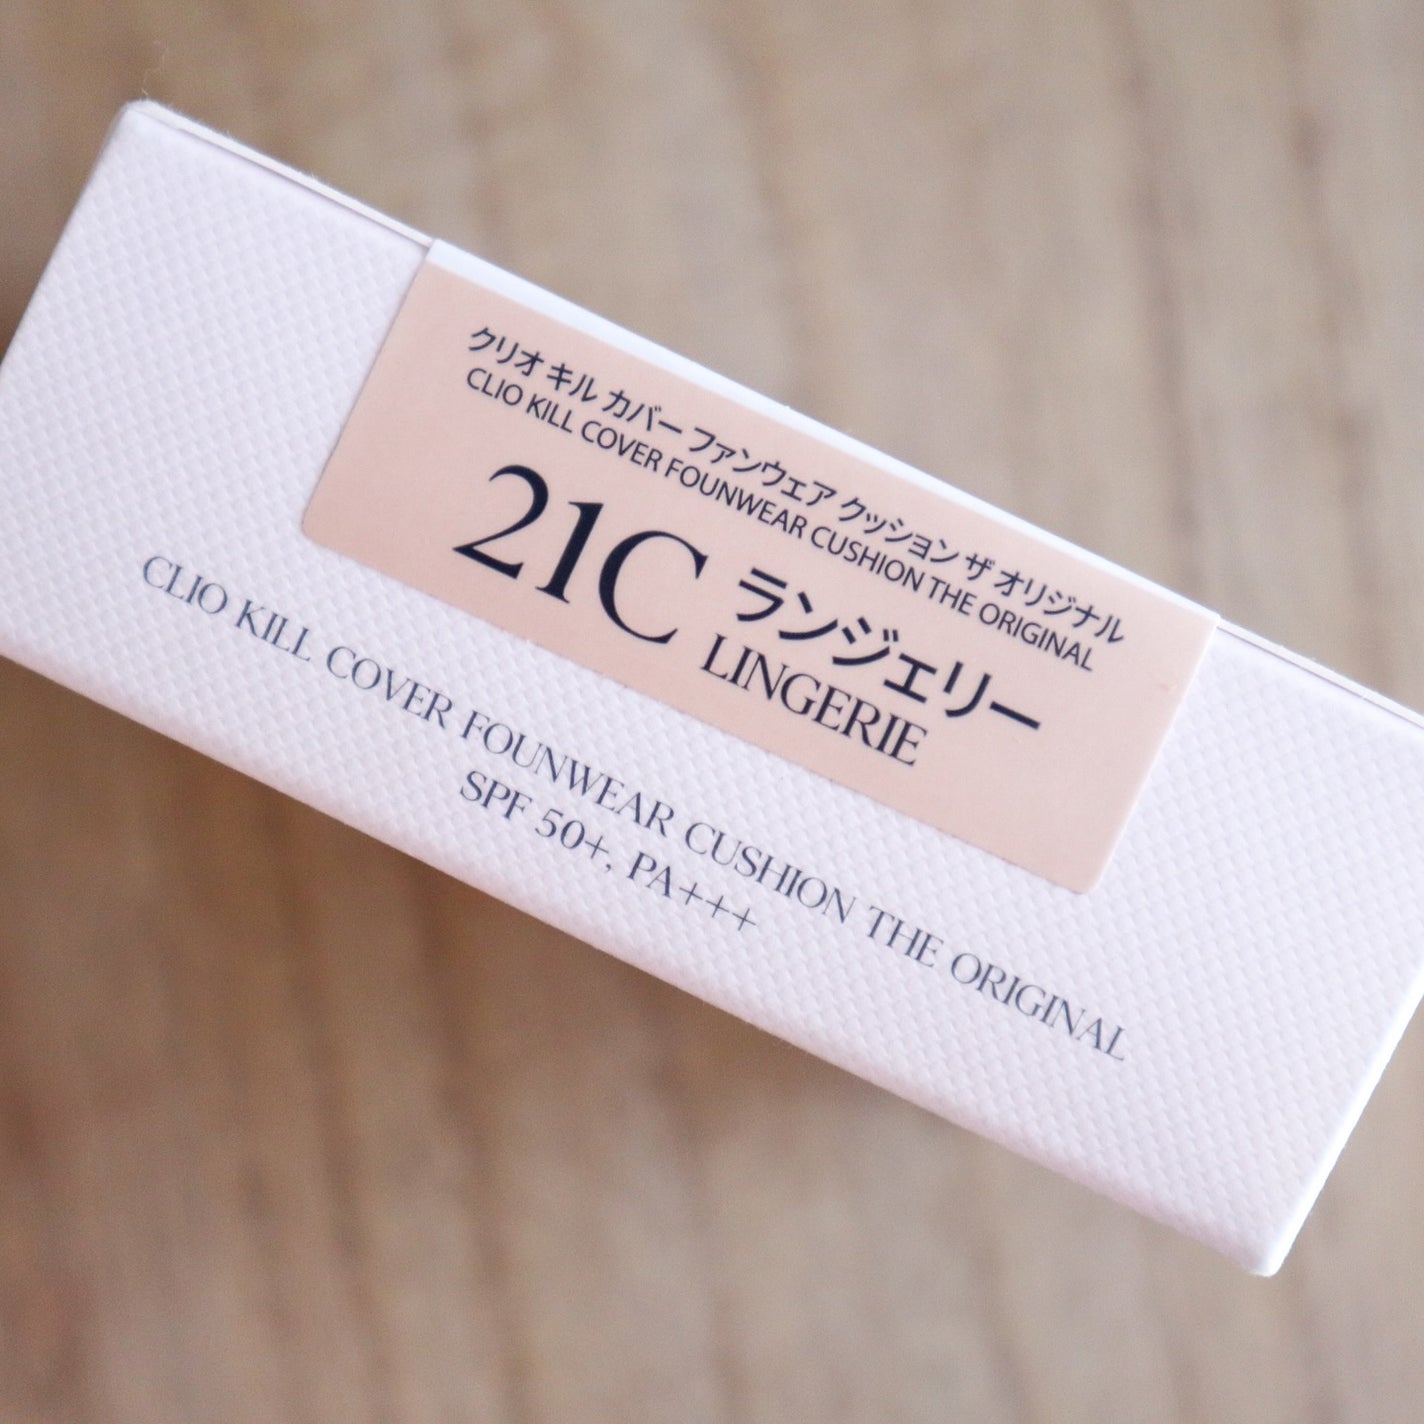 クリオ キル カバー ファンウェア クッション ザ オリジナル
CLIO KILL COVER FOUNWEAR CUSHION THE ORIGINAL
21C ランジェリー
LINGERIE
CLIO KILL COVER FOUNWEAR CUSHION THE ORIGINAL
SPF 50+, PA+++